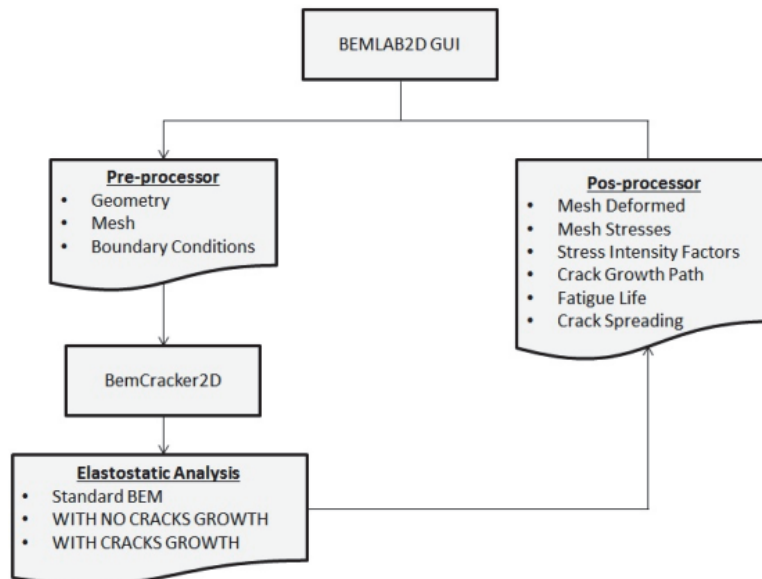 BEMLAB2D GUI
Pre-processor
• Geometry
• Mesh
• Boundary Conditions
Pos-processor
• Mesh Deformed
• Mesh Stresses
• Stress Intensity Factors
• Crack Growth Path
• Fatigue Life
• Crack Spreading
BemCracker2D
Elastostatic Analysis
• Standard BEM
• WITH NO CRACKS GROWTH
• WITH CRACKS GROWTH